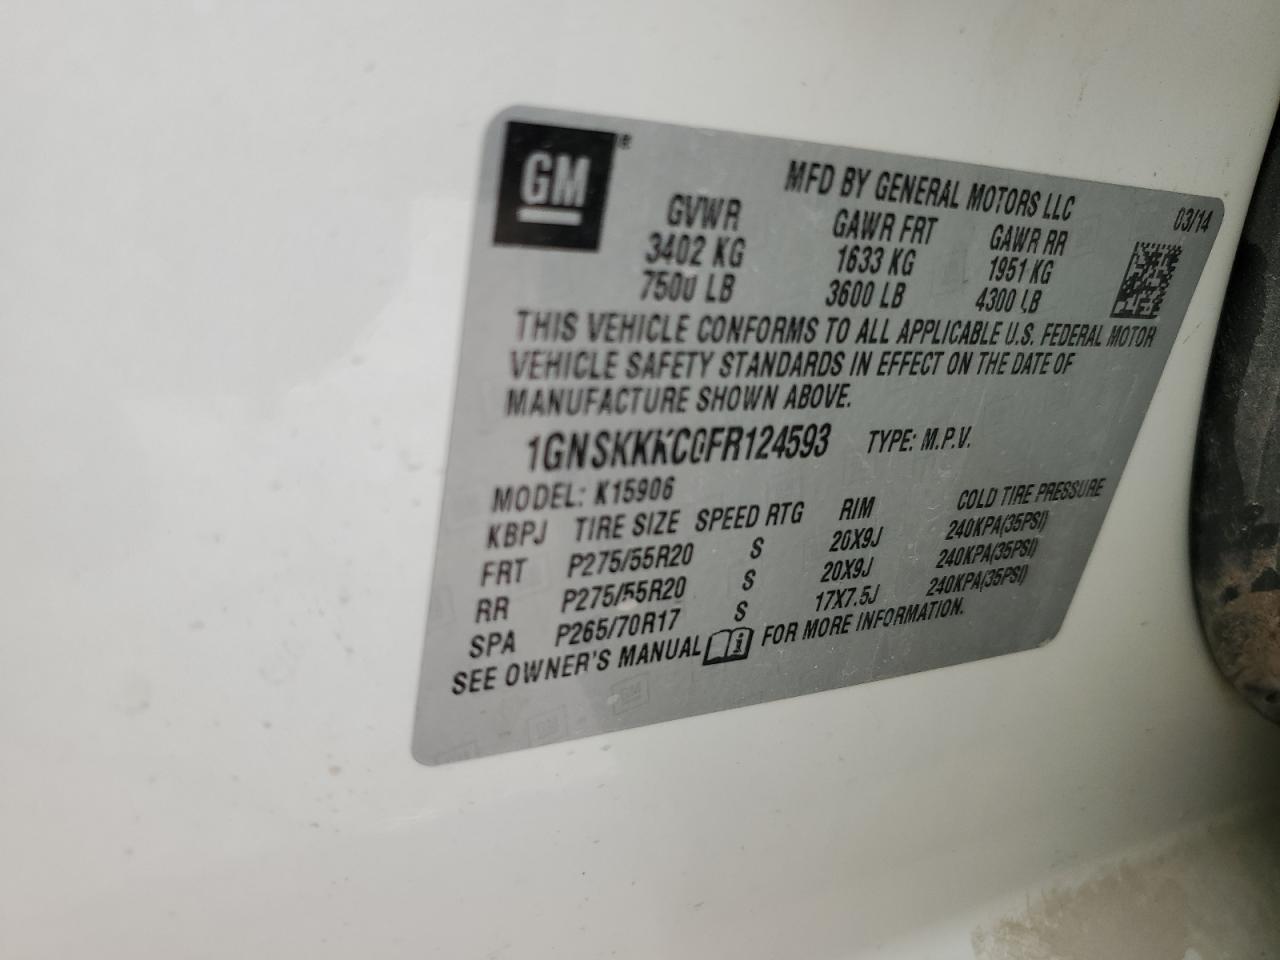 GM®
MFD BY GENERAL MOTORS LLC
03/14
GVWR GAWR FRT GAWR RR
3402 KG 1633 KG 1951 KG
7500 LB 3600 LB 4300 LB
THIS VEHICLE CONFORMS TO ALL APPLICABLE U.S. FEDERAL MOTOR
VEHICLE SAFETY STANDARDS IN EFFECT ON THE DATE OF
MANUFACTURE SHOWN ABOVE.
1GNSKKKC0FR124593 TYPE: M.P.V.
MODEL: K15906
KBPJ TIRE SIZE SPEED RTG RIM COLD TIRE PRESSURE
FRT P275/55R20 S 20X9J 240KPA(35PSI)
RR P275/55R20 S 20X9J 240KPA(35PSI)
SPA P265/70R17 S 17X7.5J 240KPA(35PSI)
SEE OWNER'S MANUAL FOR MORE INFORMATION.